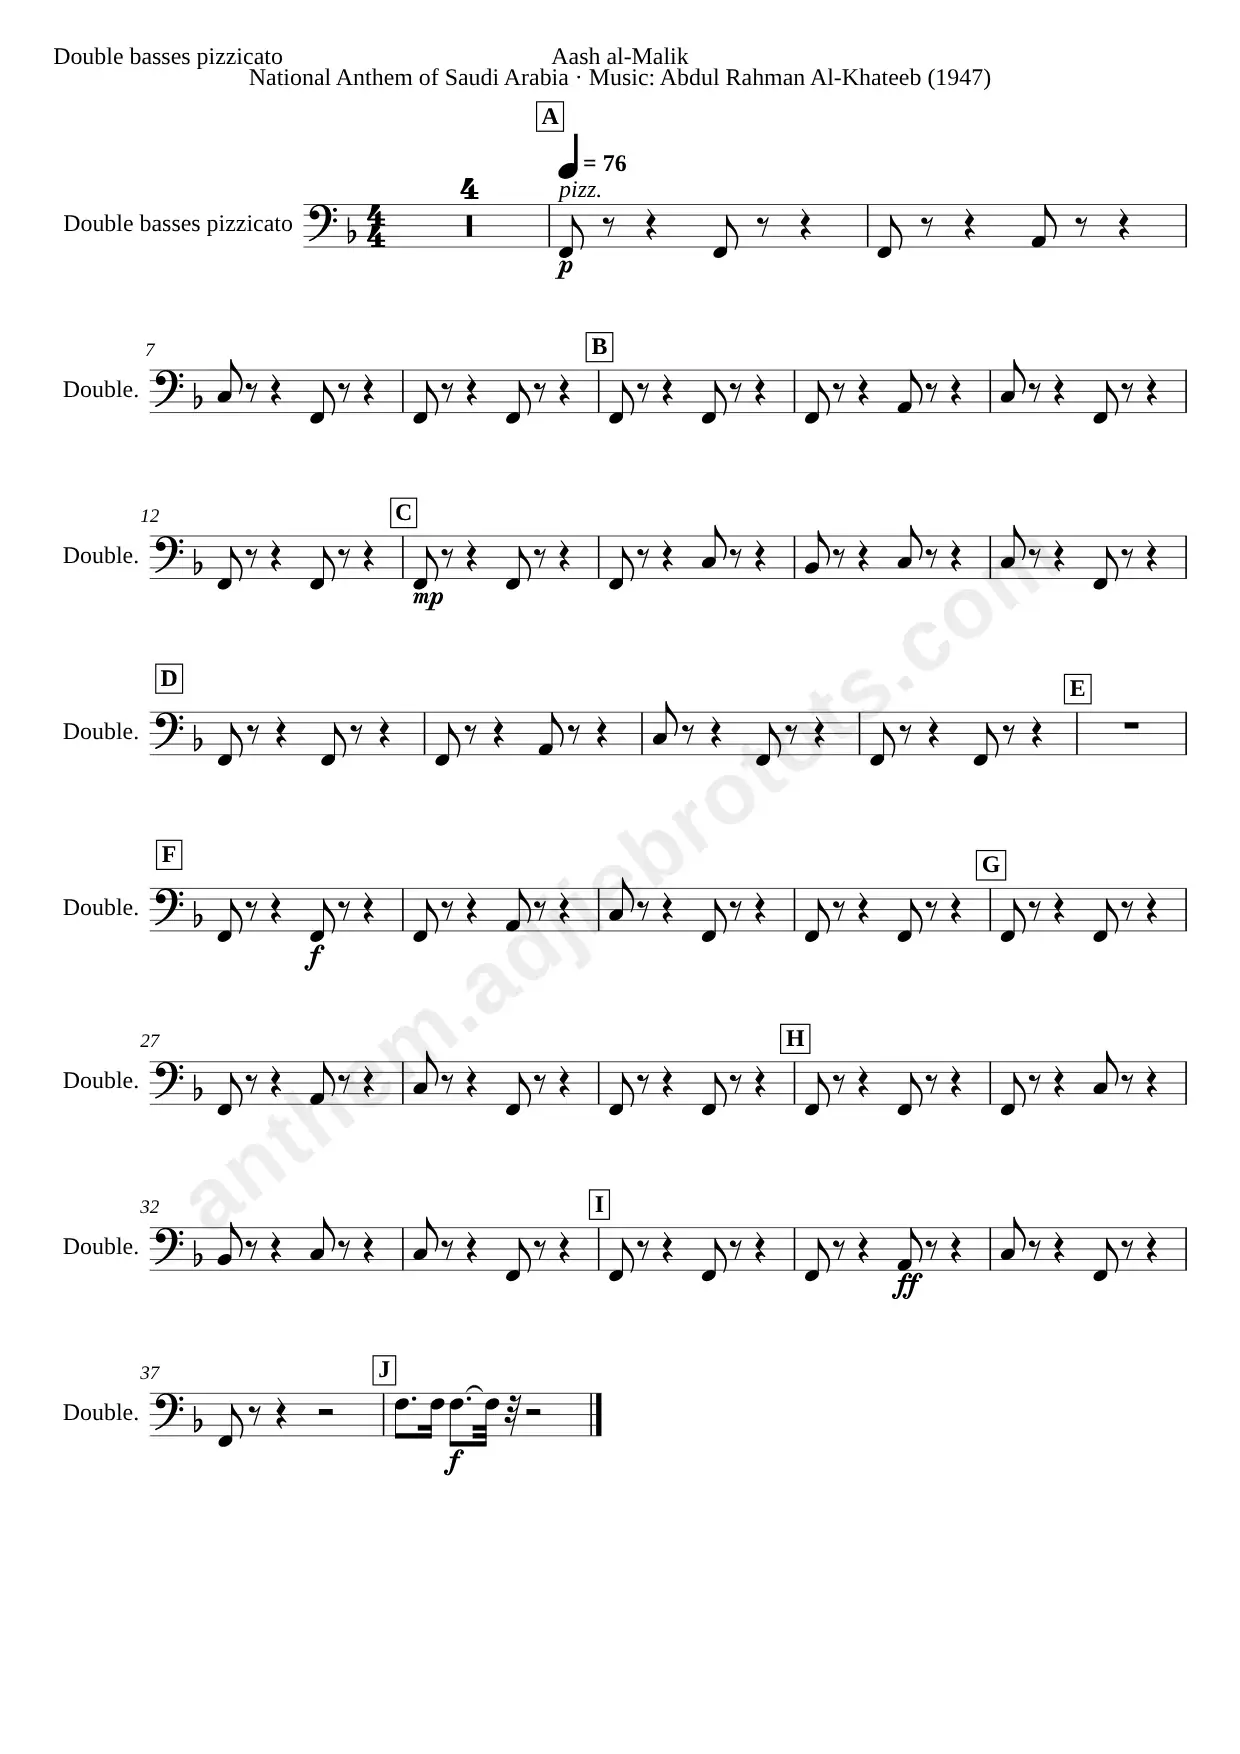 Double basses pizzicato
Aash al-Malik
National Anthem of Saudi Arabia · Music: Abdul Rahman Al-Khateeb (1947)
A
= 76
pizz.
4
Double basses pizzicato
4
4
p
7
B
Double.
12
C
Double.
mp
D
E
Double.
F
G
Double.
f
27
H
Double.
32
I
Double.
ff
37
J
Double.
f
anthem.adjiebrotots.com